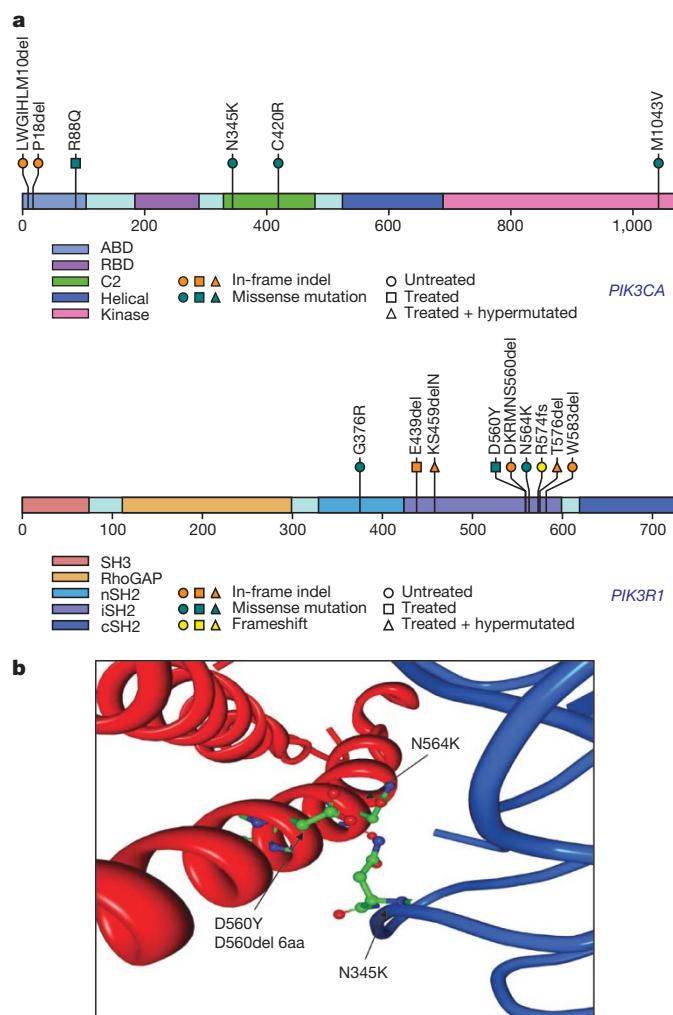 a
LWGIHLM10del
P18del
R88Q
N345K
C420R
M1043V
0 200 400 600 800 1,000
ABD
RBD
C2
Helical
Kinase
In-frame indel
Missense mutation
Untreated
Treated
Treated + hypermutated
PIK3CA
G376R
E439del
KS459delN
D560Y
DKRMNS560del
N564K
R574fs
T576del
W583del
0 100 200 300 400 500 600 700
SH3
RhoGAP
nSH2
iSH2
cSH2
In-frame indel
Missense mutation
Frameshift
Untreated
Treated
Treated + hypermutated
PIK3R1
b
N564K
D560Y
D560del 6aa
N345K